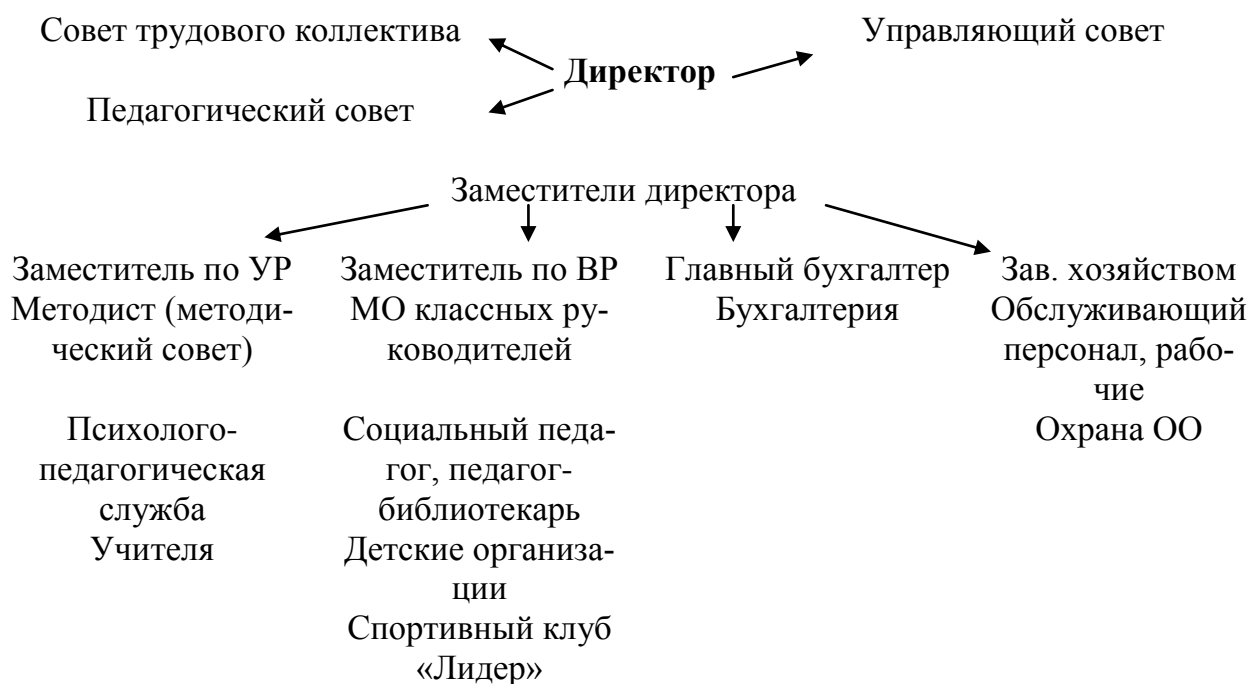 Совет трудового коллектива
Управляющий совет
Директор
Педагогический совет
Заместители директора
Заместитель по УР
Методист (методи-
ческий совет)
Психолого-
педагогическая
служба
Учителя
Заместитель по ВР
МО классных ру-
ководителей
Социальный педа-
гог, педагог-
библиотекарь
Детские организа-
ции
Спортивный клуб
«Лидер»
Главный бухгалтер
Бухгалтерия
Зав. хозяйством
Обслуживающий
персонал, рабо-
чие
Охрана ОО